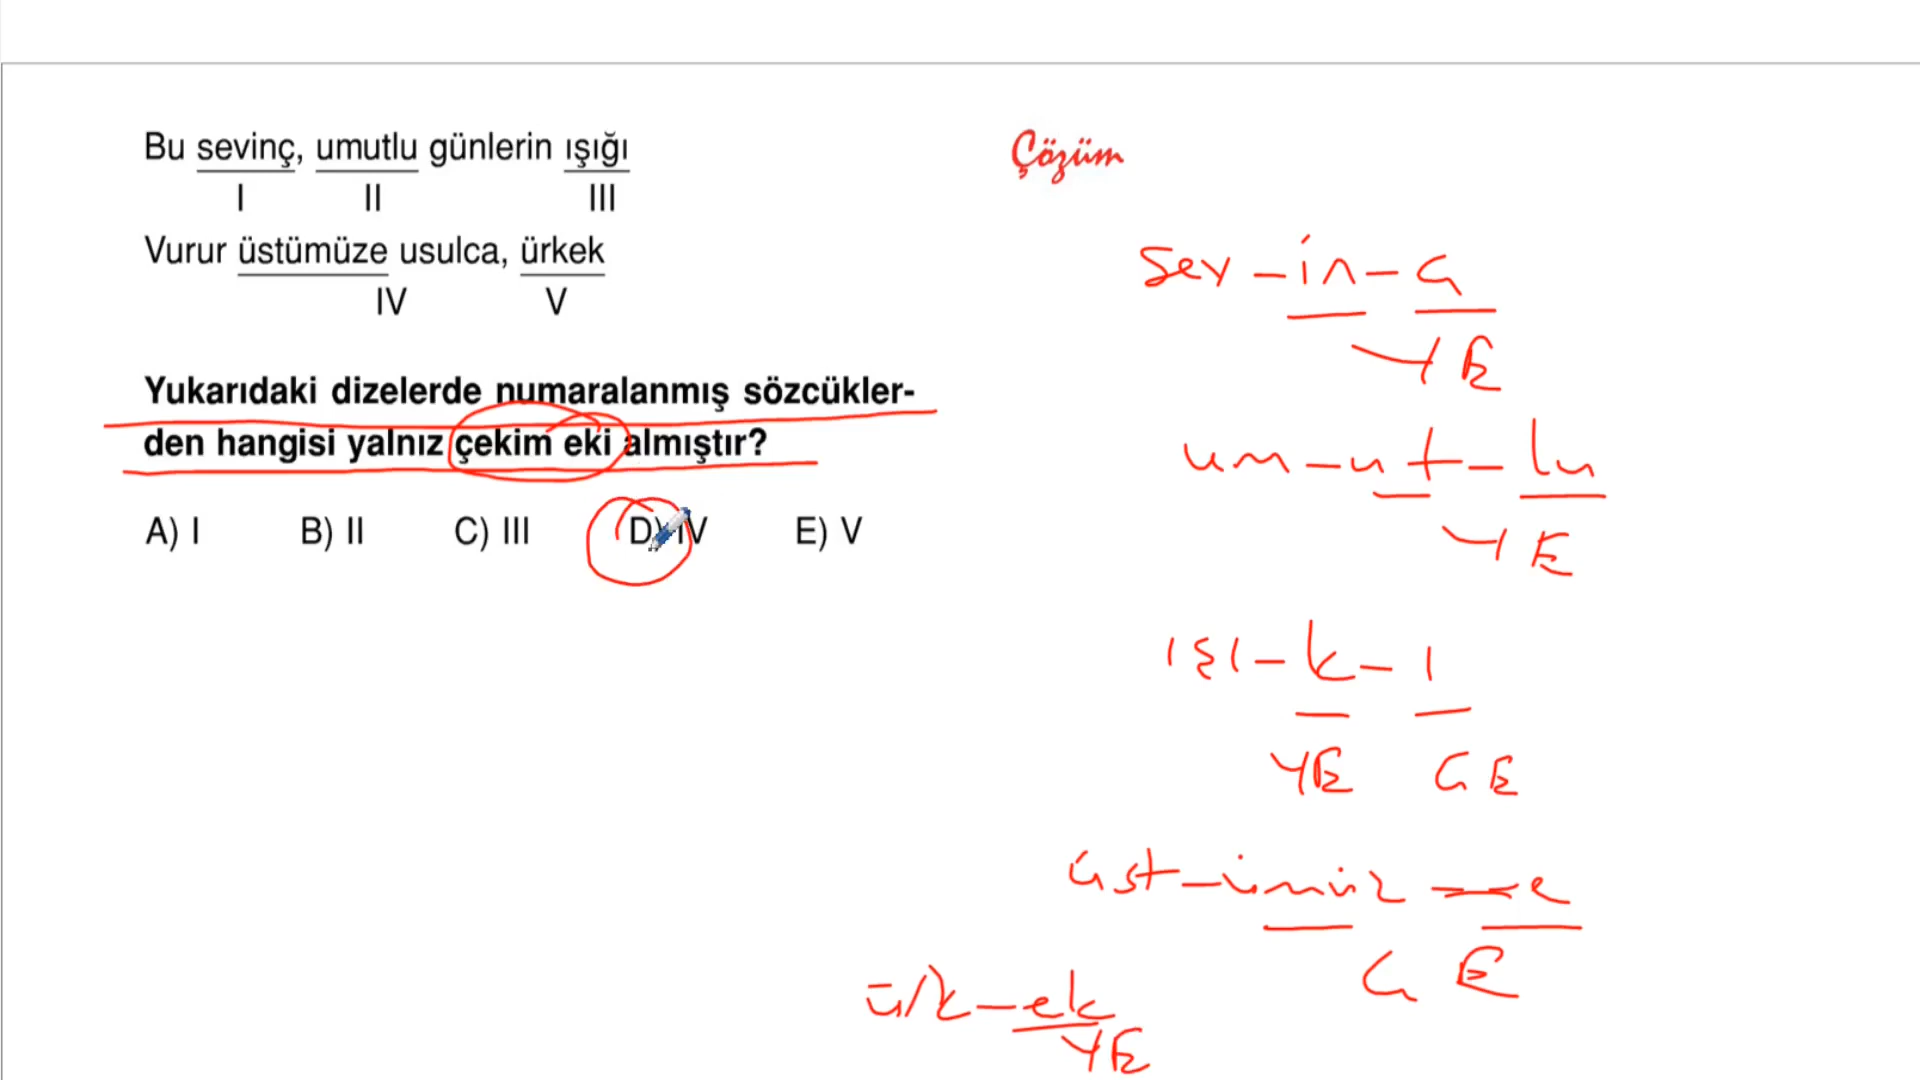 Bu sevinç, umutlu günlerin ışığı
I II III
Vurur üstümüze usulca, ürkek
IV V
Yukarıdaki dizelerde numaralanmış sözcükler-
den hangisi yalnız çekim eki almıştır?
A) I B) II C) III D) IV E) V
Çözüm
Sev - in - ç
YE
um - ut - lu
YE
ışı - k - ı
YE ÇE
üst - ümüz - e
ÇE
ürk - ek
YE